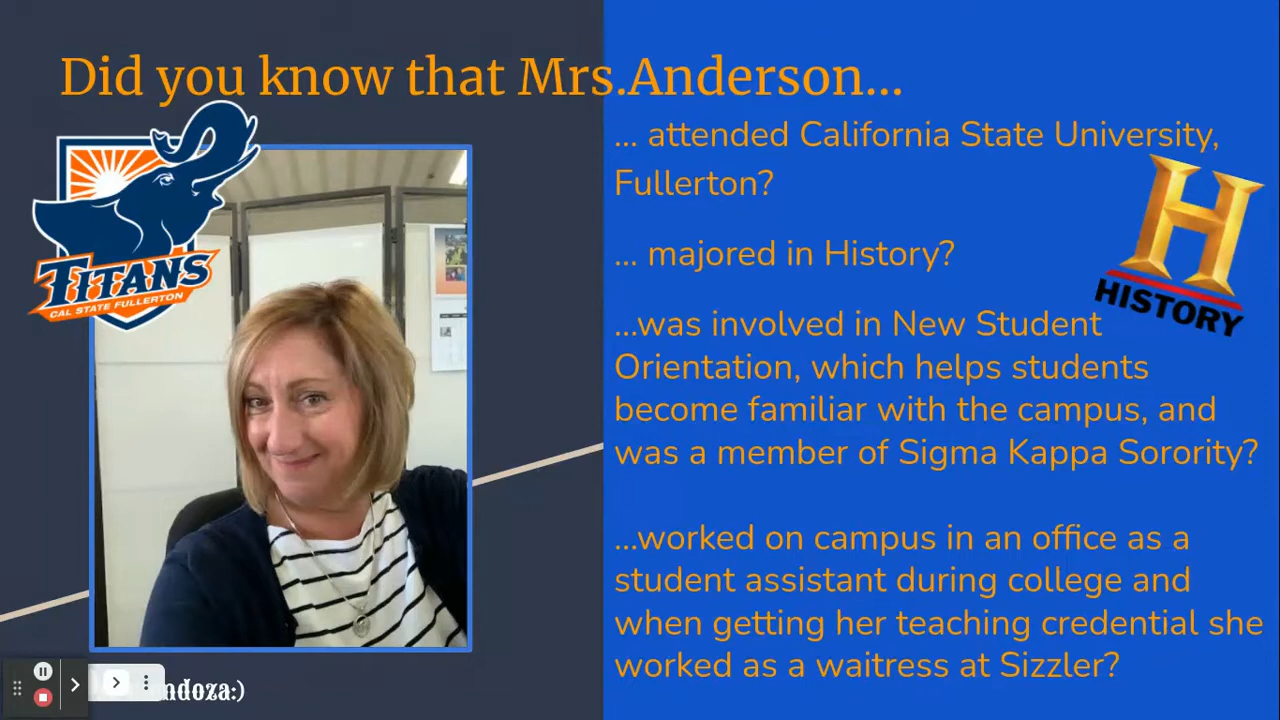 Did you know that Mrs.Anderson...
TITANS
CAL STATE FULLERTON
... attended California State University,
Fullerton?
H
HISTORY
... majored in History?
...was involved in New Student
Orientation, which helps students
become familiar with the campus, and
was a member of Sigma Kappa Sorority?
...worked on campus in an office as a
student assistant during college and
when getting her teaching credential she
worked as a waitress at Sizzler?